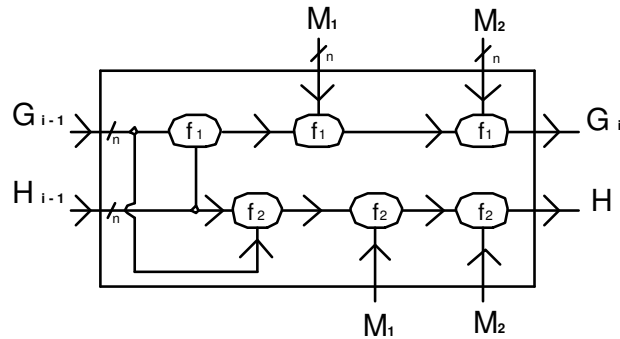 M₁ M₂
n n
G i-1 n f₁ f₁ f₁ G i
H i-1 n f₂ f₂ f₂ H
M₁ M₂